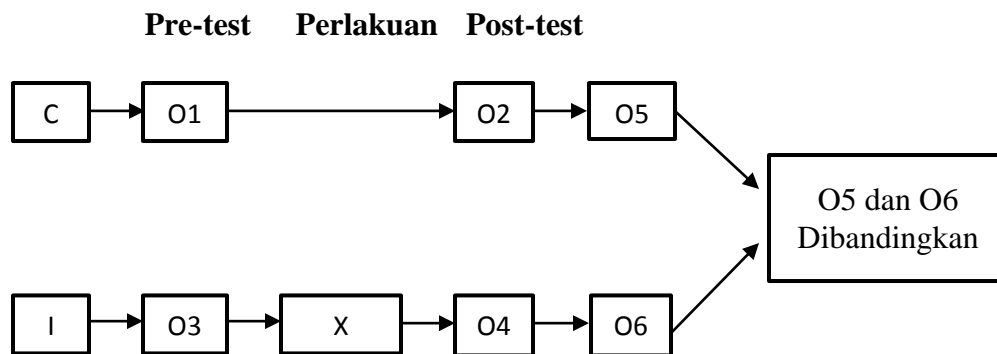 Pre-test Perlakuan Post-test
C O1 O2 O5
O5 dan O6
Dibandingkan
I O3 X O4 O6